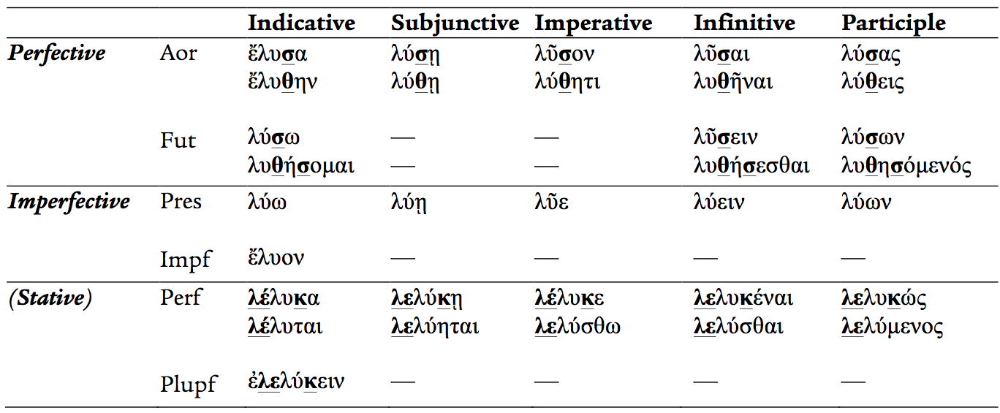 Indicative Subjunctive Imperative Infinitive Participle
Perfective Aor ἔλυσα λύσῃ λῦσον λῦσαι λύσας
ἔλυθην λύθῃ λύθητι λυθῆναι λύθεις
Fut λύσω — — λῦσειν λύσων
λυθήσομαι — — λυθήσεσθαι λυθησόμενός
Imperfective Pres λύω λύῃ λῦε λύειν λύων
Impf ἔλυον — — — —
(Stative) Perf λέλυκα λελύκῃ λέλυκε λελυκέναι λελυκώς
λέλυται λελύηται λελύσθω λελύσθαι λελύμενος
Plupf ἐλελύκειν — — — —